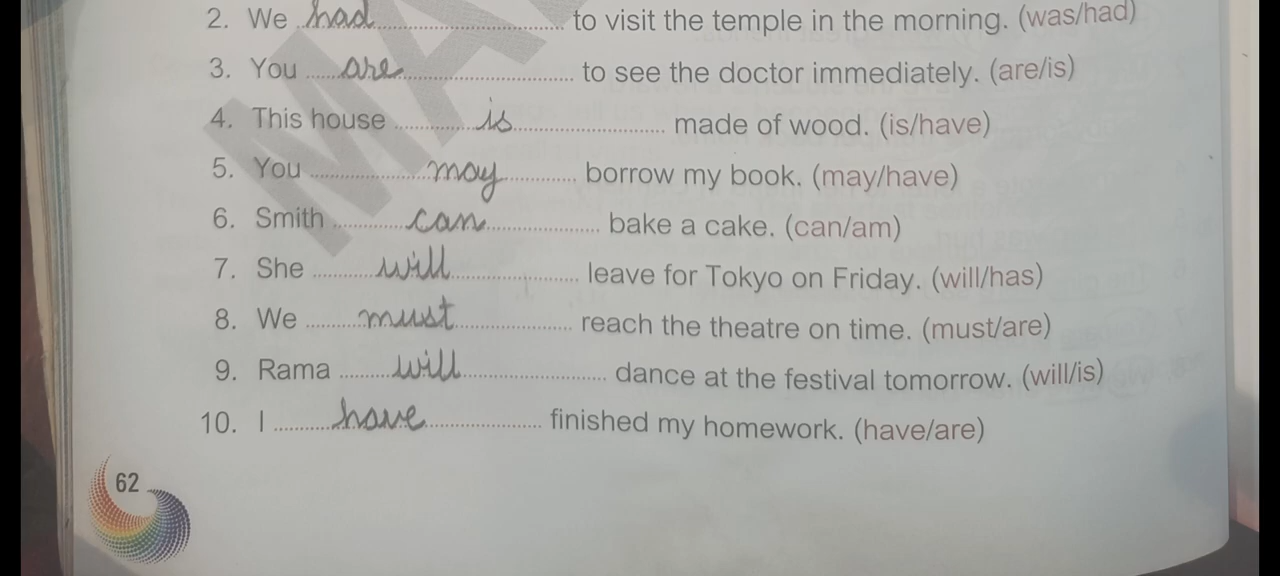 2. We had to visit the temple in the morning. (was/had)
3. You are to see the doctor immediately. (are/is)
4. This house is made of wood. (is/have)
5. You may borrow my book. (may/have)
6. Smith can bake a cake. (can/am)
7. She will leave for Tokyo on Friday. (will/has)
8. We must reach the theatre on time. (must/are)
9. Rama will dance at the festival tomorrow. (will/is)
10. I have finished my homework. (have/are)
62